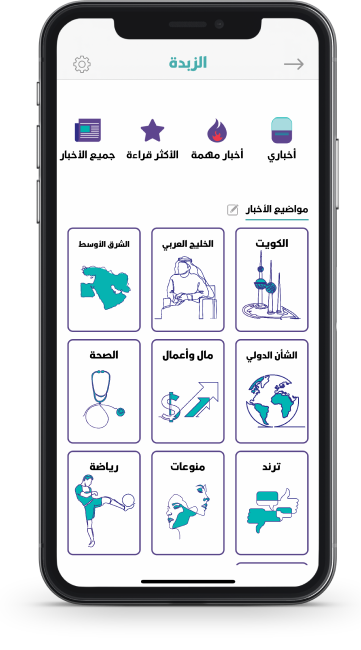 الزبدة
أخباري
أخبار مهمة
الأكثر قراءة
جميع الأخبار
مواضيع الأخبار
الكويت
الخليج العربي
الشرق الأوسط
الشأن الدولي
مال وأعمال
الصحة
ترند
منوعات
رياضة